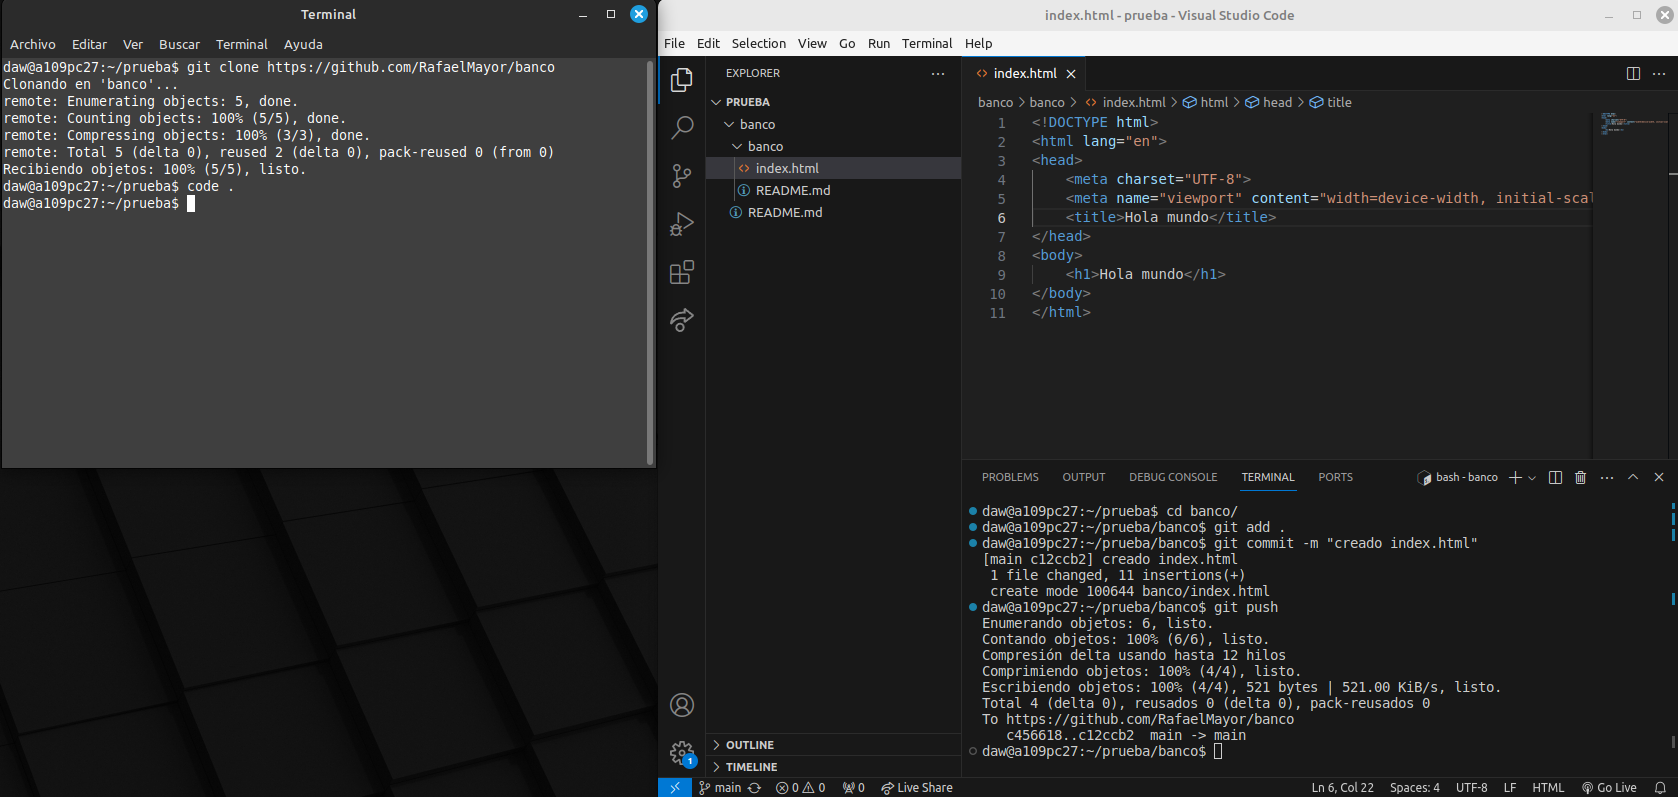 Terminal
Archivo Editar Ver Buscar Terminal Ayuda
daw@a109pc27:~/prueba$ git clone https://github.com/RafaelMayor/banco
Clonando en 'banco'...
remote: Enumerating objects: 5, done.
remote: Counting objects: 100% (5/5), done.
remote: Compressing objects: 100% (3/3), done.
remote: Total 5 (delta 0), reused 2 (delta 0), pack-reused 0 (from 0)
Recibiendo objetos: 100% (5/5), listo.
daw@a109pc27:~/prueba$ code .
daw@a109pc27:~/prueba$
index.html - prueba - Visual Studio Code
File Edit Selection View Go Run Terminal Help
EXPLORER
PRUEBA
banco
banco
index.html
README.md
README.md
OUTLINE
TIMELINE
1
index.html
banco > banco > index.html > html > head > title
1 <!DOCTYPE html>
2 <html lang="en">
3 <head>
4 <meta charset="UTF-8">
5 <meta name="viewport" content="width=device-width, initial-scal
6 <title>Hola mundo</title>
7 </head>
8 <body>
9 <h1>Hola mundo</h1>
10 </body>
11 </html>
PROBLEMS OUTPUT DEBUG CONSOLE TERMINAL PORTS bash - banco
daw@a109pc27:~/prueba$ cd banco/
daw@a109pc27:~/prueba/banco$ git add .
daw@a109pc27:~/prueba/banco$ git commit -m "creado index.html"
[main c12ccb2] creado index.html
1 file changed, 11 insertions(+)
create mode 100644 banco/index.html
daw@a109pc27:~/prueba/banco$ git push
Enumerando objetos: 6, listo.
Contando objetos: 100% (6/6), listo.
Compresión delta usando hasta 12 hilos
Comprimiendo objetos: 100% (4/4), listo.
Escribiendo objetos: 100% (4/4), 521 bytes | 521.00 KiB/s, listo.
Total 4 (delta 0), reusados 0 (delta 0), pack-reusados 0
To https://github.com/RafaelMayor/banco
c456618..c12ccb2 main -> main
daw@a109pc27:~/prueba/banco$
main 0 0 0 Live Share Ln 6, Col 22 Spaces: 4 UTF-8 LF HTML Go Live